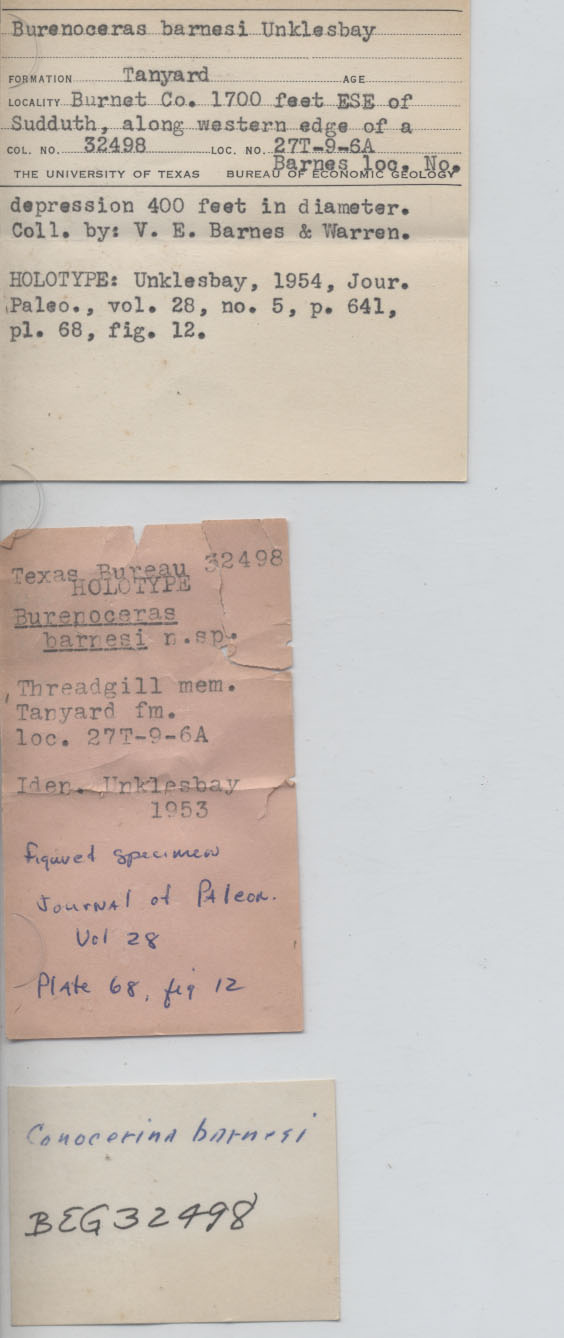 Burenoceras barnesi Unklesbay
FORMATION Tanyard AGE
LOCALITY Burnet Co. 1700 feet ESE of
Sudduth, along western edge of a
COL. NO. 32498 LOC. NO. 27T-9-6A
Barnes loc. No.
THE UNIVERSITY OF TEXAS BUREAU OF ECONOMIC GEOLOGY
depression 400 feet in diameter.
Coll. by: V. E. Barnes & Warren.
HOLOTYPE: Unklesbay, 1954, Jour.
Paleo., vol. 28, no. 5, p. 641,
pl. 68, fig. 12.
Texas Bureau 32498
HOLOTYPE
Burenoceras
barnesi n.sp.
Threadgill mem.
Tanyard fm.
loc. 27T-9-6A
Iden. Unklesbay
1953
figured specimen
Journal of Paleon.
Vol 28
Plate 68, fig 12
Conocerina barnesi
BEG32498